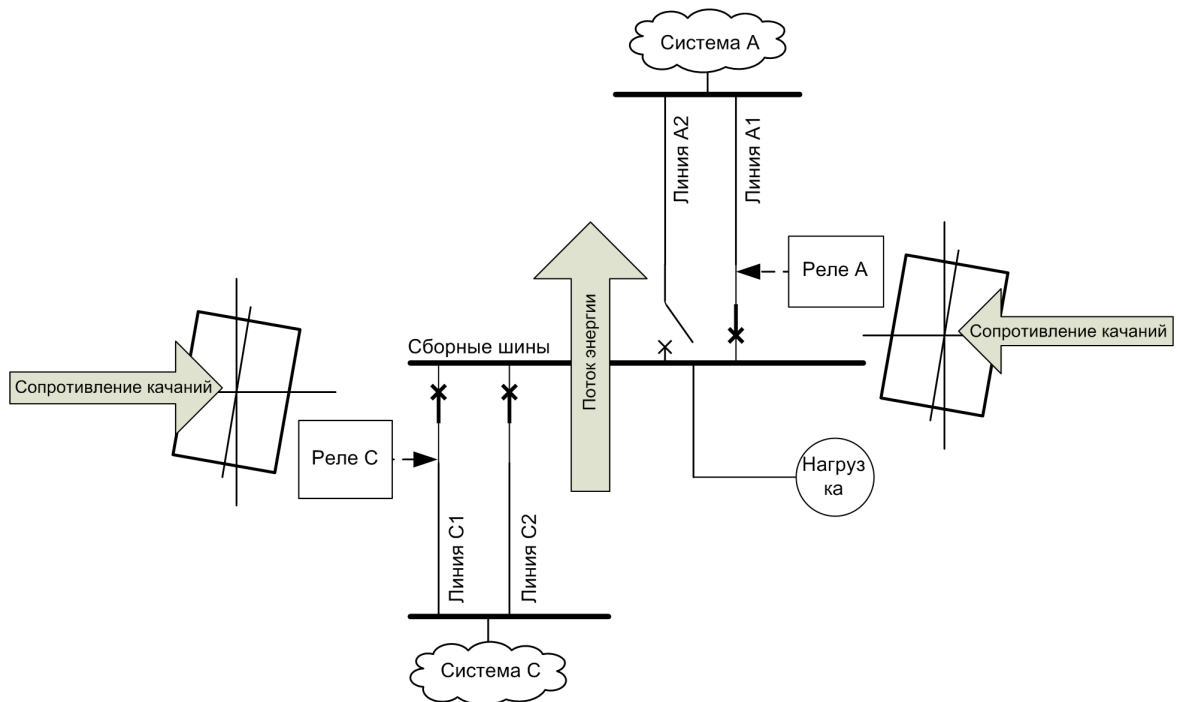 Система А
Линия А2
Линия А1
Реле А
Сопротивление качаний
Сборные шины
Поток энергии
Сопротивление качаний
Реле С
Нагруз
ка
Линия С1
Линия С2
Система С